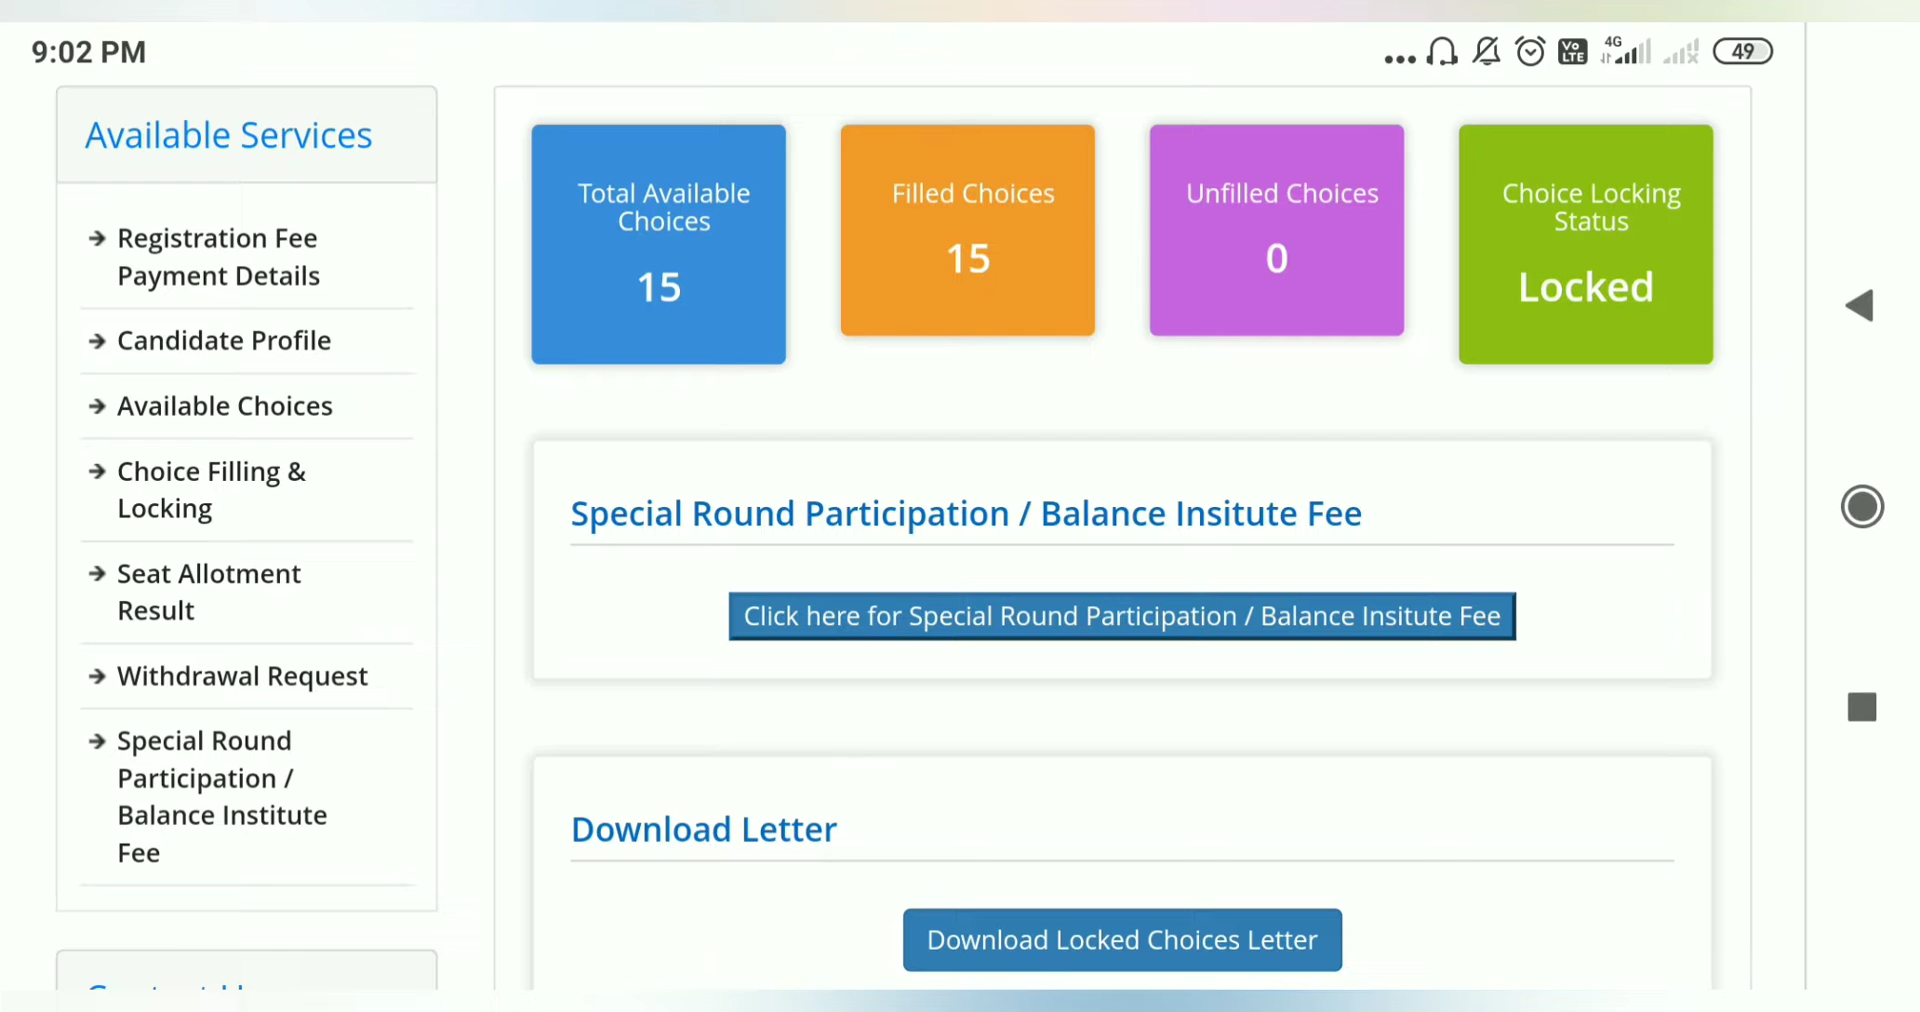 9:02 PM
4G
Vo
LTE
49
Available Services
Registration Fee
Payment Details
Candidate Profile
Available Choices
Choice Filling &
Locking
Seat Allotment
Result
Withdrawal Request
Special Round
Participation /
Balance Institute
Fee
Total Available
Choices
15
Filled Choices
15
Unfilled Choices
0
Choice Locking
Status
Locked
Special Round Participation / Balance Insitute Fee
Click here for Special Round Participation / Balance Insitute Fee
Download Letter
Download Locked Choices Letter